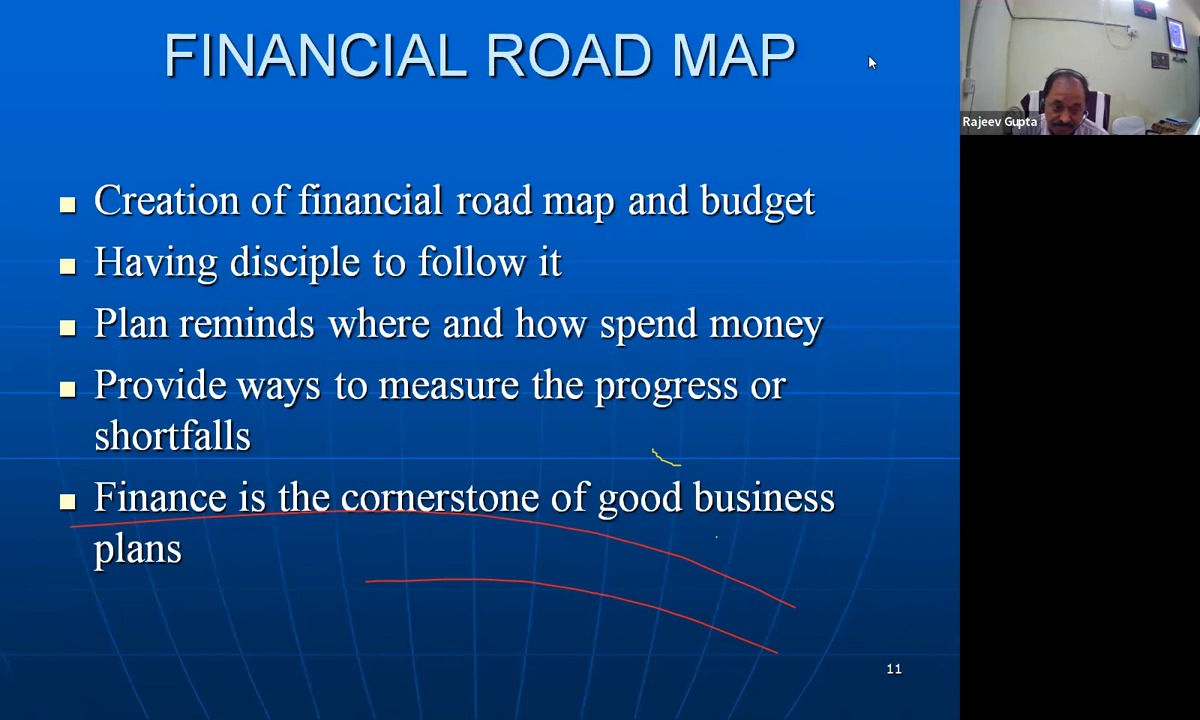 FINANCIAL ROAD MAP
Creation of financial road map and budget
Having disciple to follow it
Plan reminds where and how spend money
Provide ways to measure the progress or
shortfalls
Finance is the cornerstone of good business
plans
11
Rajeev Gupta